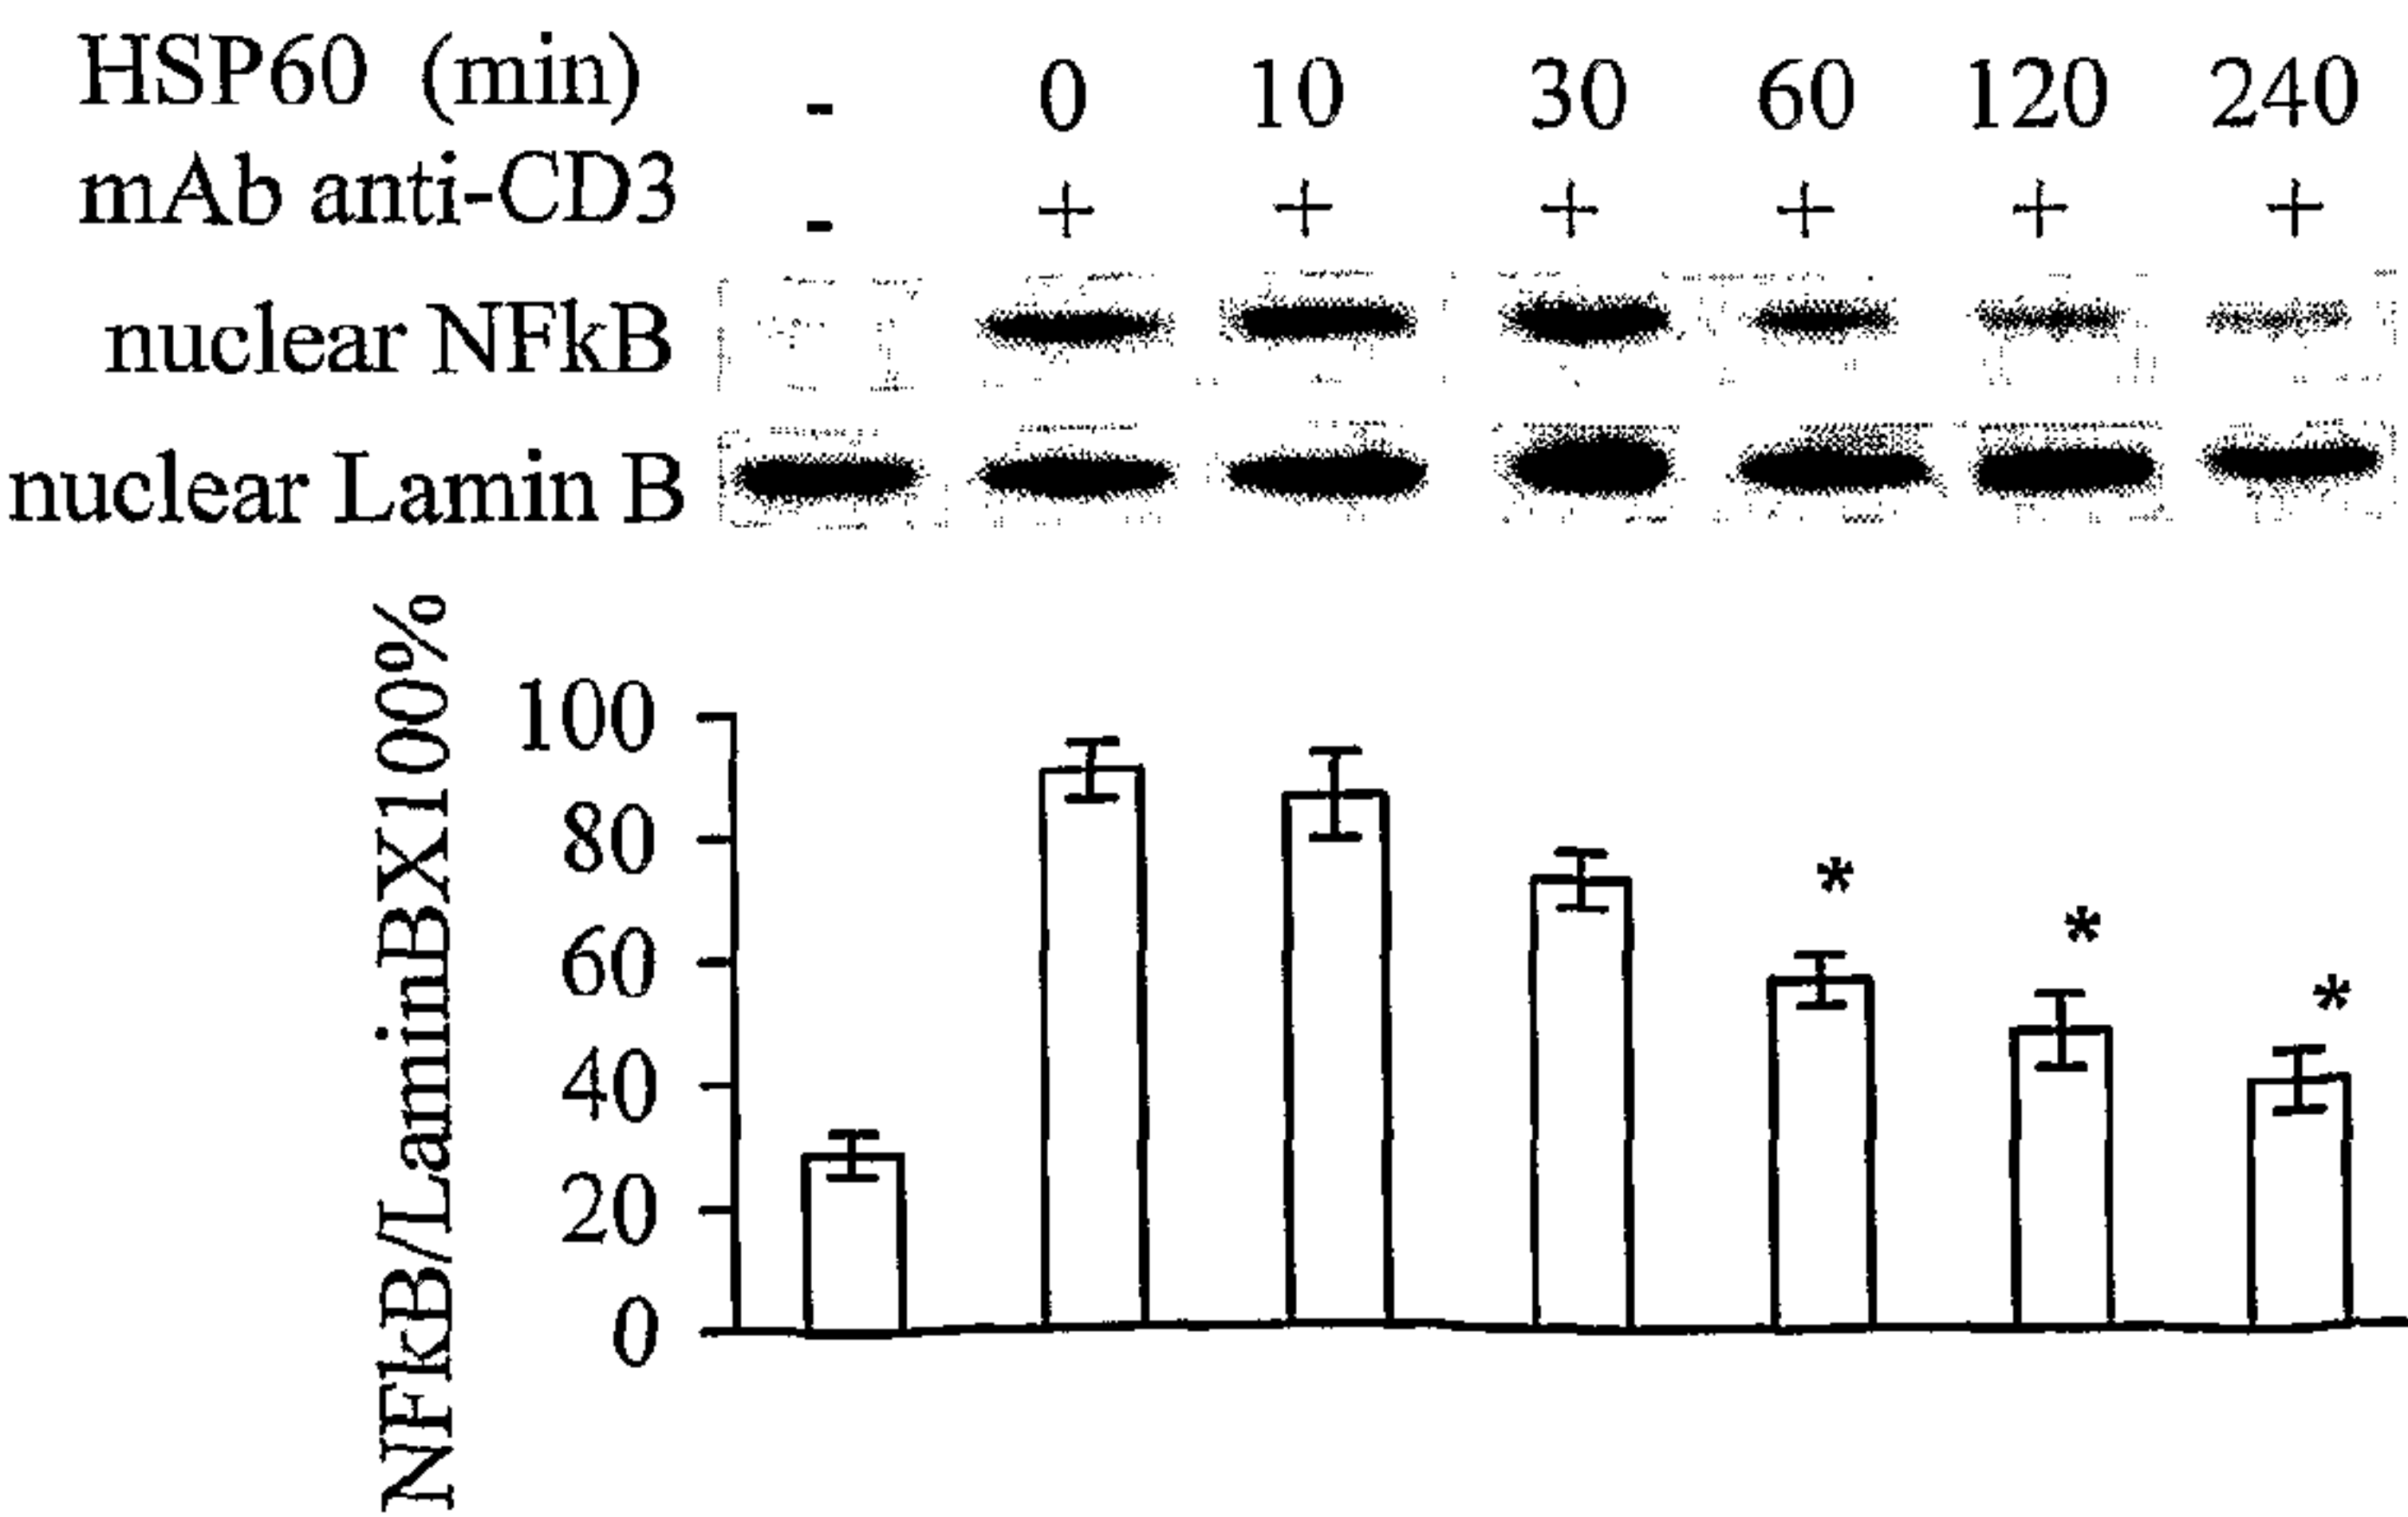 HSP60 (min) - 0 10 30 60 120 240
mAb anti-CD3 - + + + + + +
nuclear NFkB
nuclear Lamin B
NFkB/LaminBX100%
100
80
60
40
20
0
*
*
*